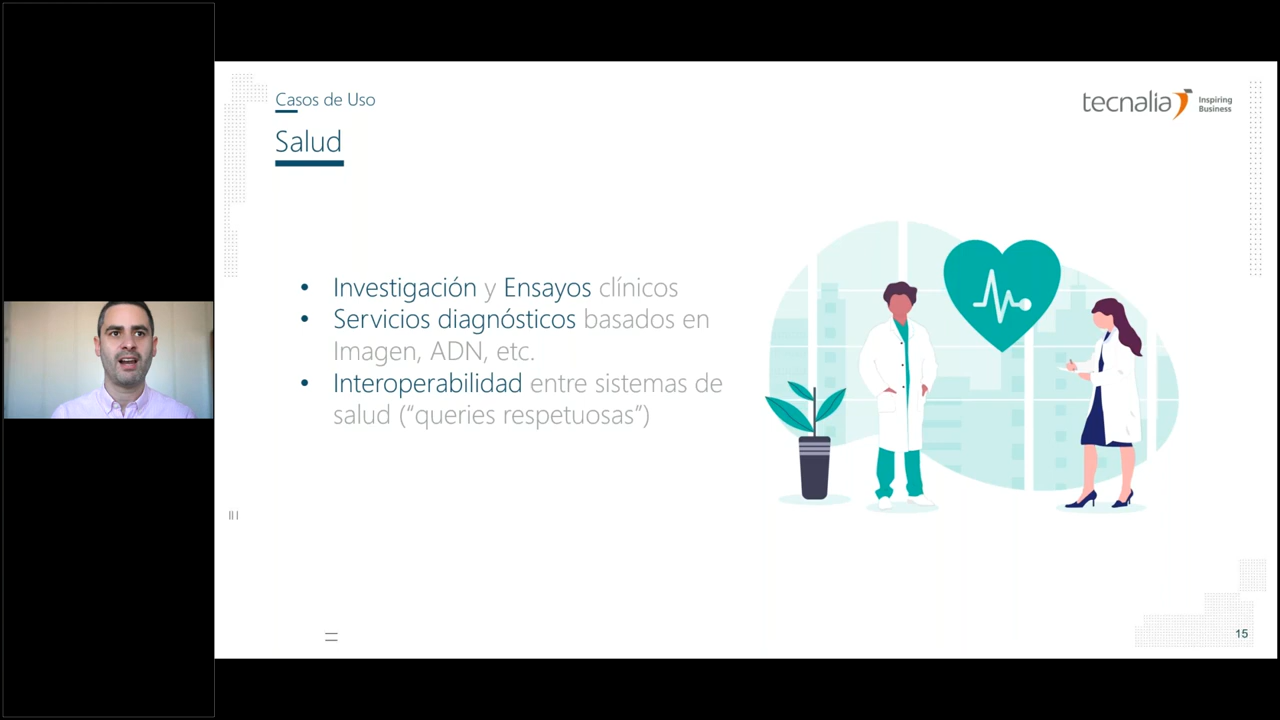 Casos de Uso
Salud
tecnalia Inspiring
Business
• Investigación y Ensayos clínicos
• Servicios diagnósticos basados en
Imagen, ADN, etc.
• Interoperabilidad entre sistemas de
salud (“queries respetuosas”)
15